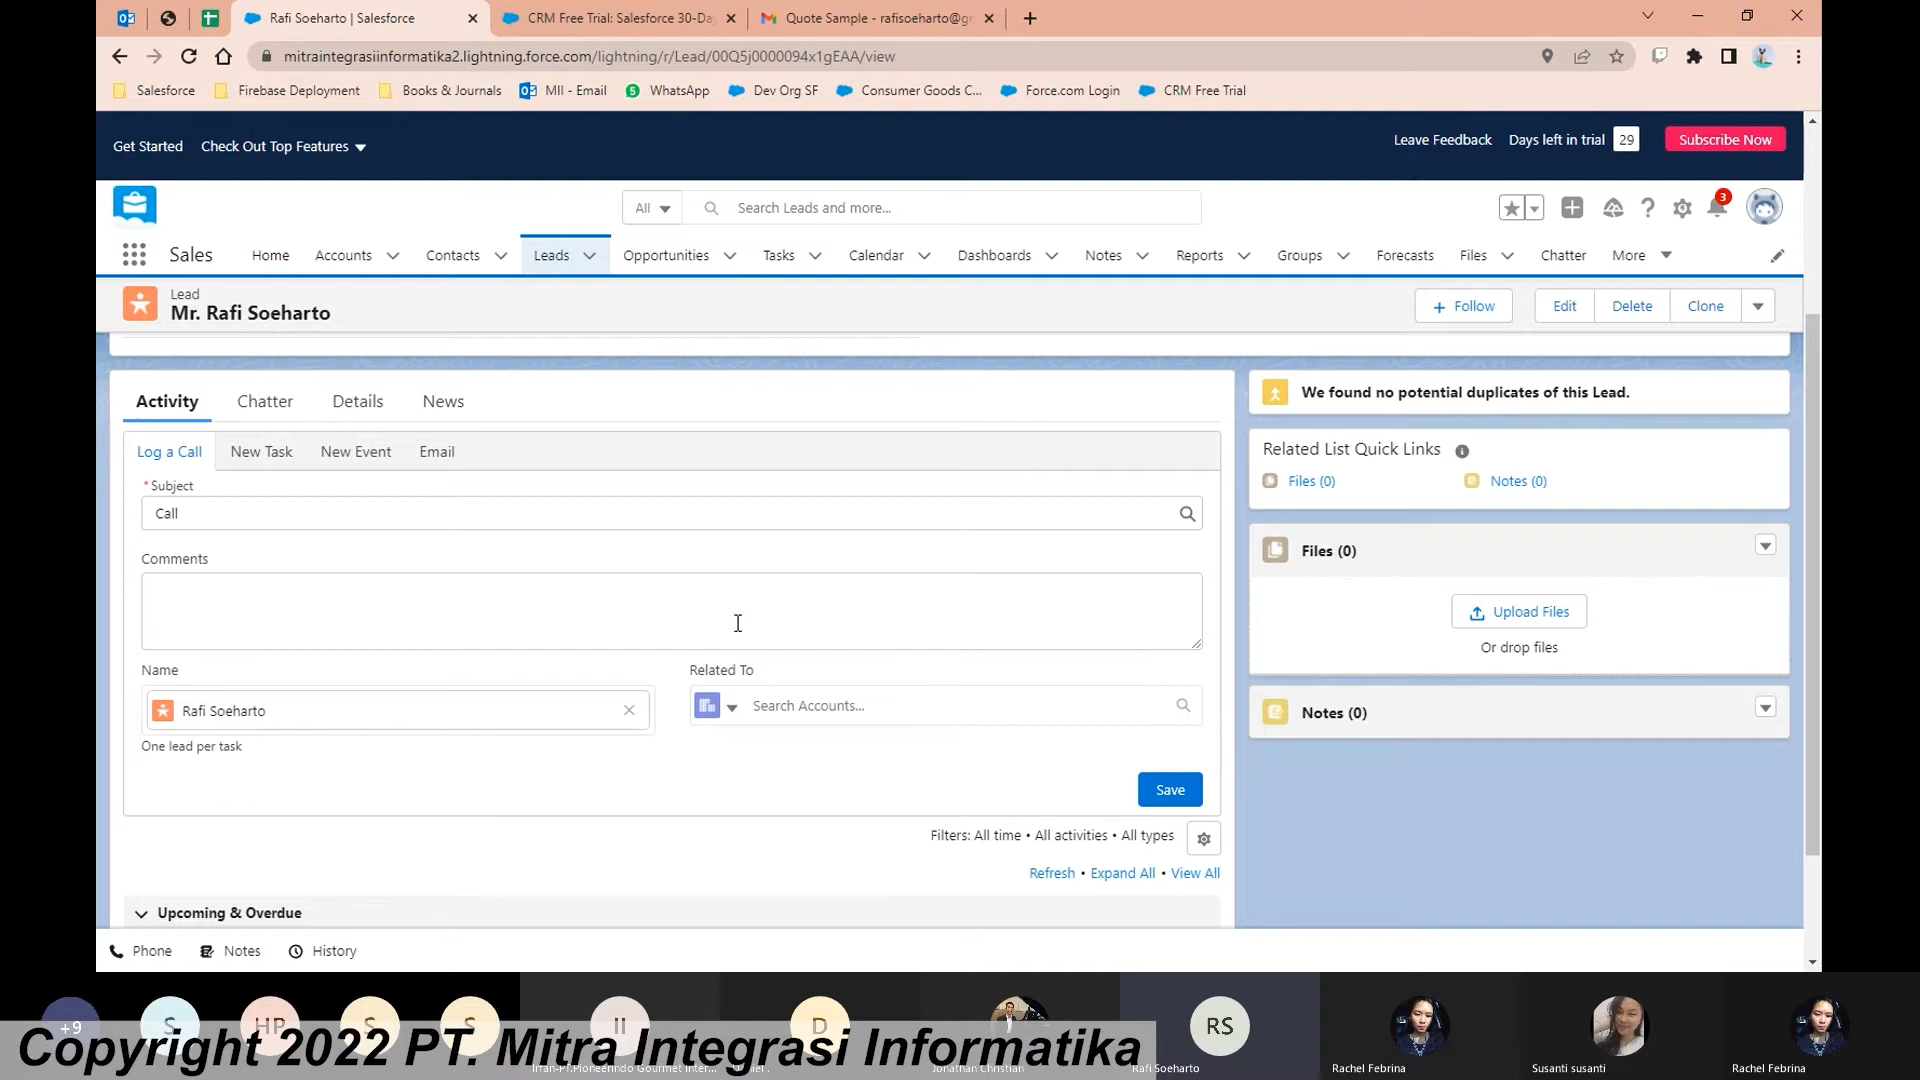 Rafi Soeharto | Salesforce
CRM Free Trial: Salesforce 30-Da
Quote Sample - rafisoeharto@g
mitraintegrasiinformatika2.lightning.force.com/lightning/r/Lead/00Q5j0000094x1gEAA/view
Salesforce
Firebase Deployment
Books & Journals
MII - Email
WhatsApp
Dev Org SF
Consumer Goods C...
Force.com Login
CRM Free Trial
Get Started
Check Out Top Features
Leave Feedback
Days left in trial 29
Subscribe Now
All
Search Leads and more...
3
Sales
Home
Accounts
Contacts
Leads
Opportunities
Tasks
Calendar
Dashboards
Notes
Reports
Groups
Forecasts
Files
Chatter
More
Lead
Mr. Rafi Soeharto
+ Follow
Edit
Delete
Clone
Activity
Chatter
Details
News
Log a Call
New Task
New Event
Email
*Subject
Call
Comments
Name
Rafi Soeharto
One lead per task
Related To
Search Accounts...
Save
Filters: All time • All activities • All types
Refresh • Expand All • View All
Upcoming & Overdue
We found no potential duplicates of this Lead.
Related List Quick Links
Files (0)
Notes (0)
Files (0)
Upload Files
Or drop files
Notes (0)
Phone
Notes
History
+9
S
HP
S
S
II
D
RS
Jonathan Christian
Rafi Soeharto
Rachel Febrina
Susanti susanti
Rachel Febrina
Copyright 2022 PT. Mitra Integrasi Informatika